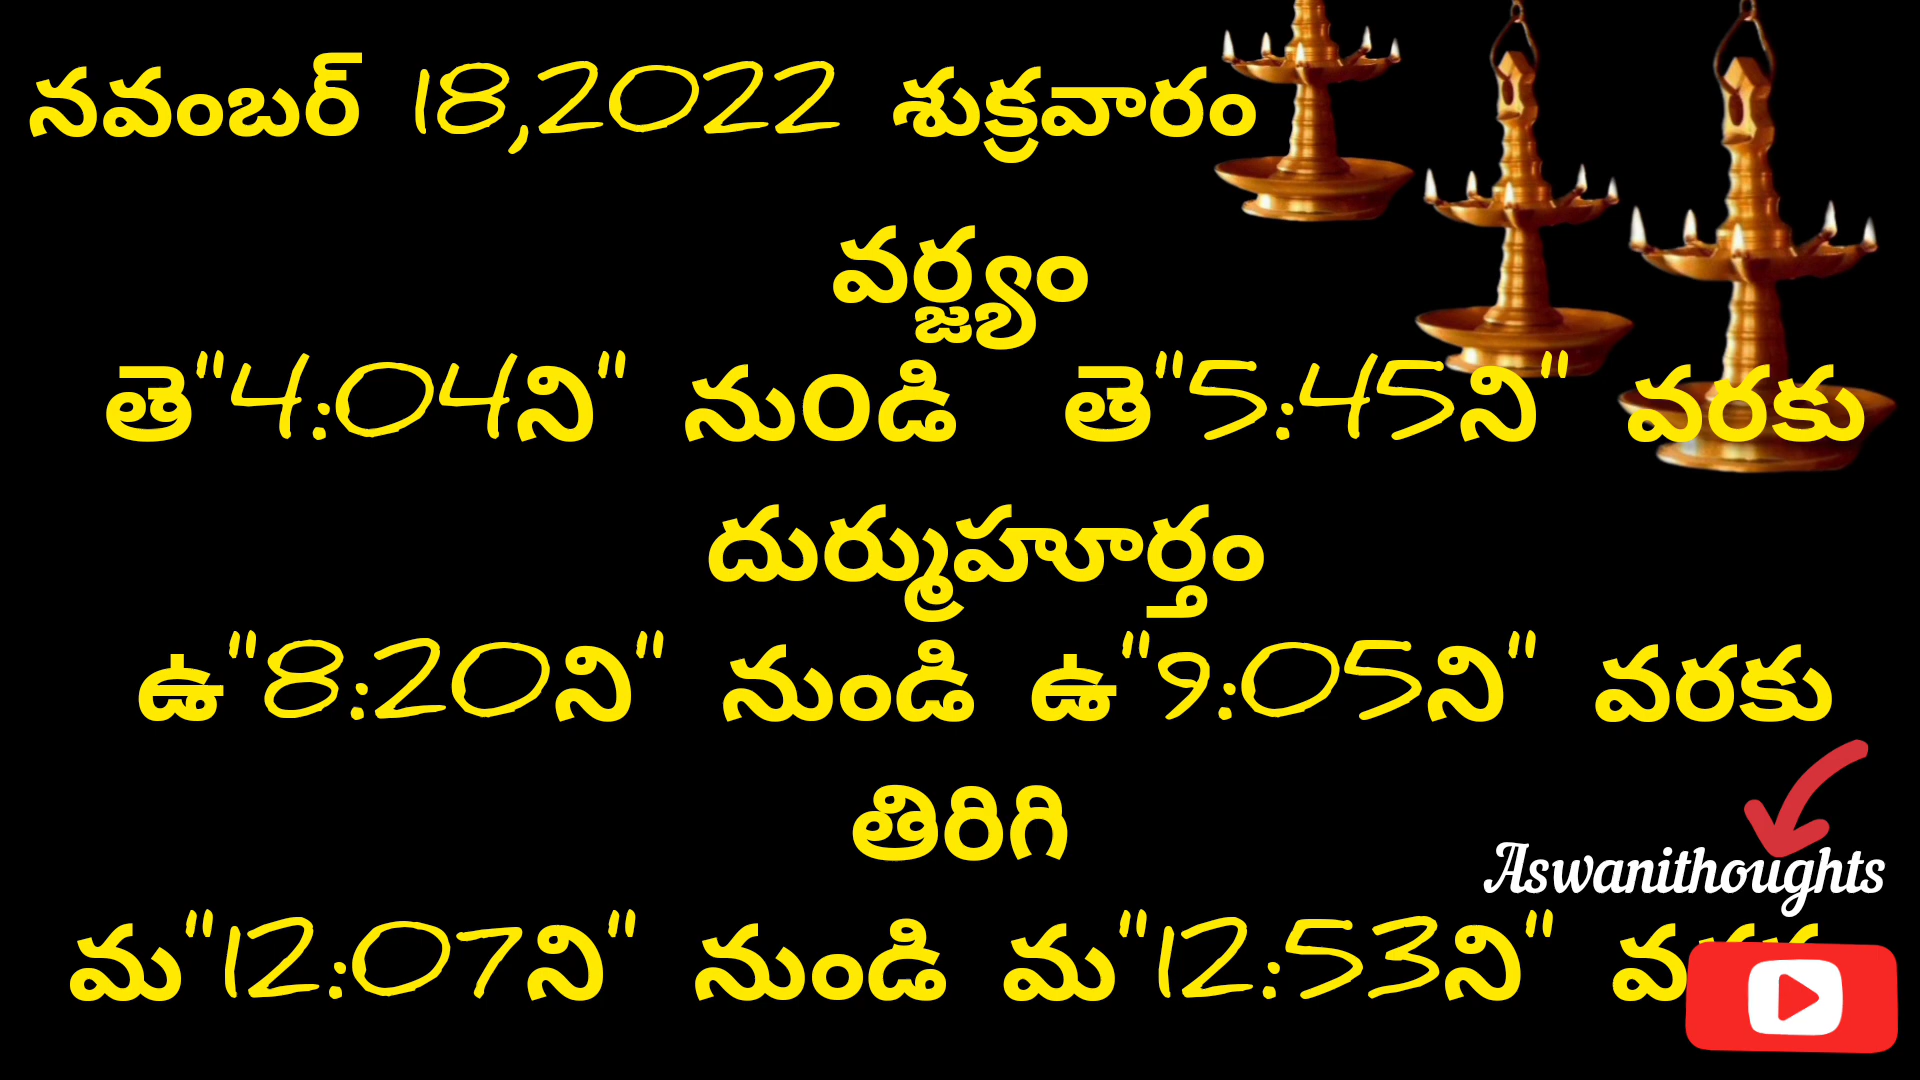 నవంబర్ 18,2022 శుక్రవారం
వర్జ్యం
తె"4:04ని" నుండి తె"5:45ని" వరకు
దుర్ముహూర్తం
ఉ"8:20ని" నుండి ఉ"9:05ని" వరకు
తిరిగి
Aswanithoughts
మ"12:07ని" నుండి మ"12:53ని"